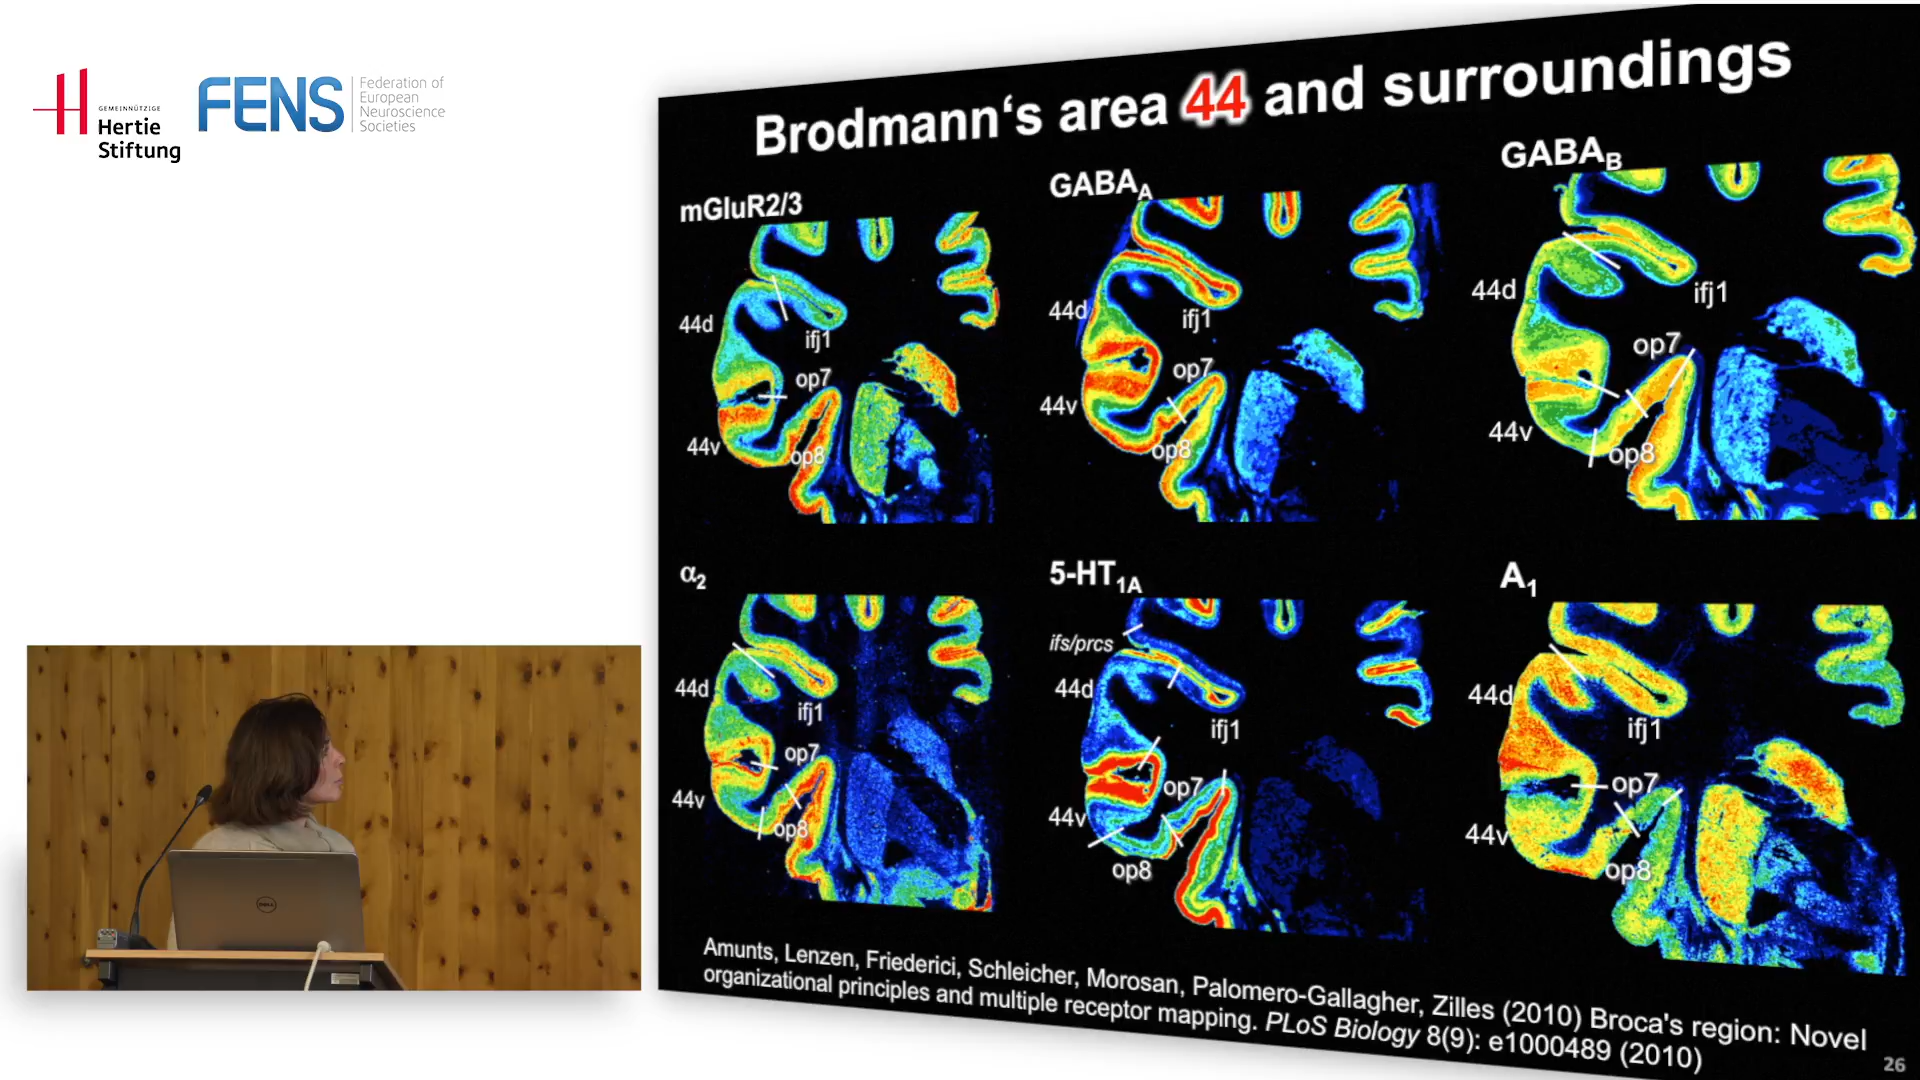 GEMEINNÜTZIGE
Hertie
Stiftung
FENS
Federation of
European
Neuroscience
Societies
Brodmann‘s area 44 and surroundings
mGluR2/3
44d
ifj1
op7
44v
op8
GABAA
44d
ifj1
op7
44v
op8
GABAB
44d
ifj1
op7
44v
op8
α2
44d
ifj1
op7
44v
op8
5-HT1A
ifs/prcs
44d
ifj1
op7
44v
op8
A1
44d
ifj1
op7
44v
op8
Amunts, Lenzen, Friederici, Schleicher, Morosan, Palomero-Gallagher, Zilles (2010) Broca's region: Novel
organizational principles and multiple receptor mapping. PLoS Biology 8(9): e1000489 (2010)
26
DELL